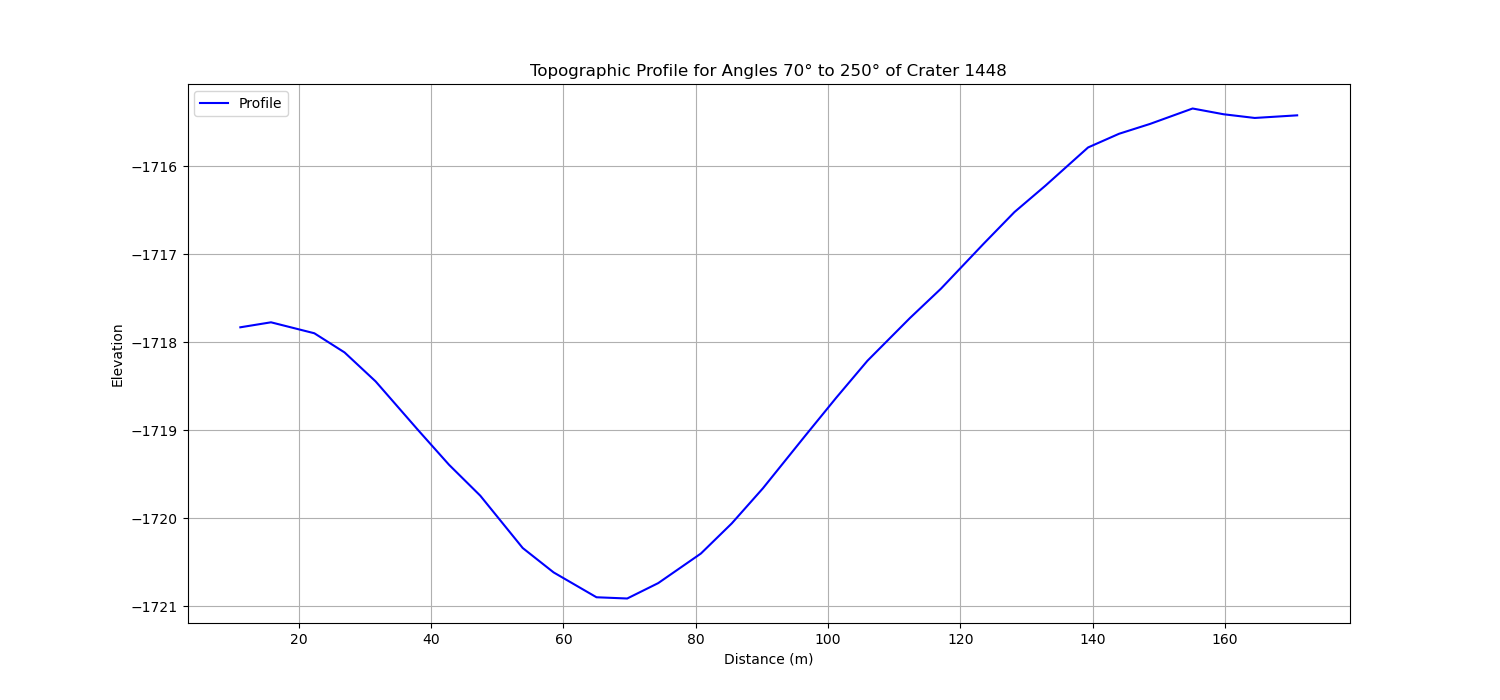 Topographic Profile for Angles 70° to 250° of Crater 1448
Profile
Elevation
−1716
−1717
−1718
−1719
−1720
−1721
20 40 60 80 100 120 140 160
Distance (m)